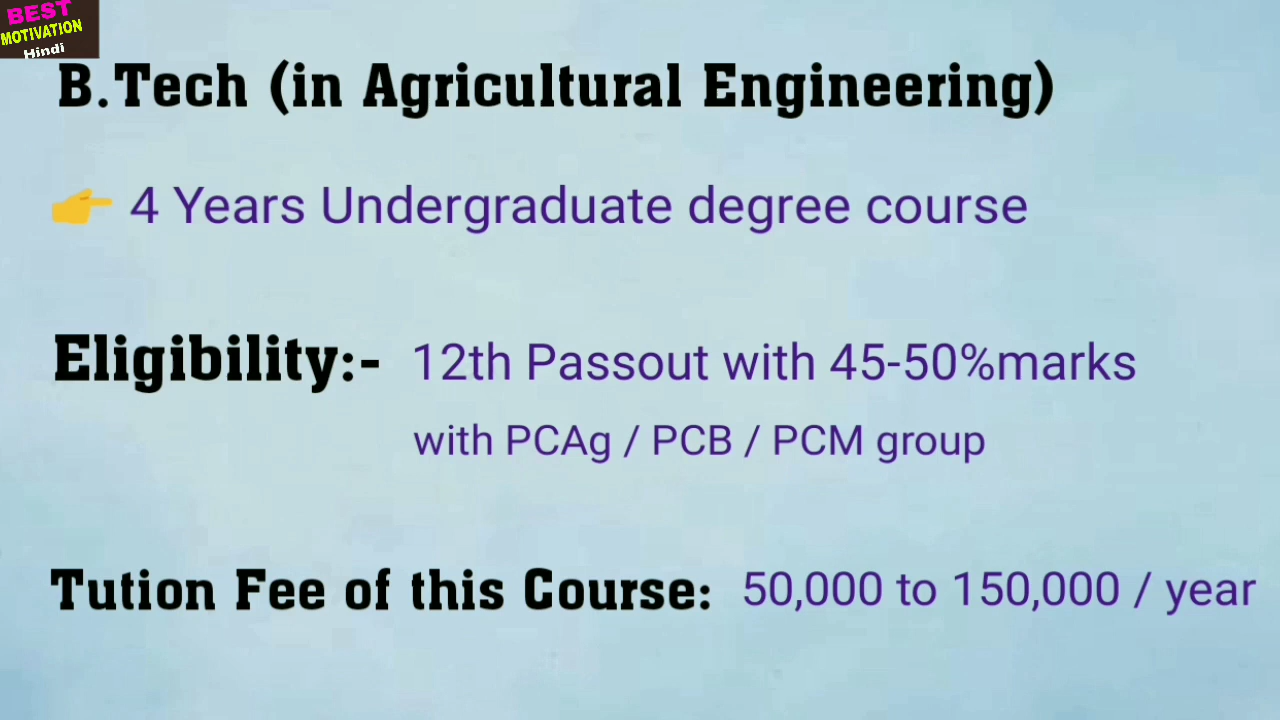 BEST
MOTIVATION
Hindi
B.Tech (in Agricultural Engineering)
👉 4 Years Undergraduate degree course
Eligibility:- 12th Passout with 45-50%marks
with PCAg / PCB / PCM group
Tution Fee of this Course: 50,000 to 150,000 / year